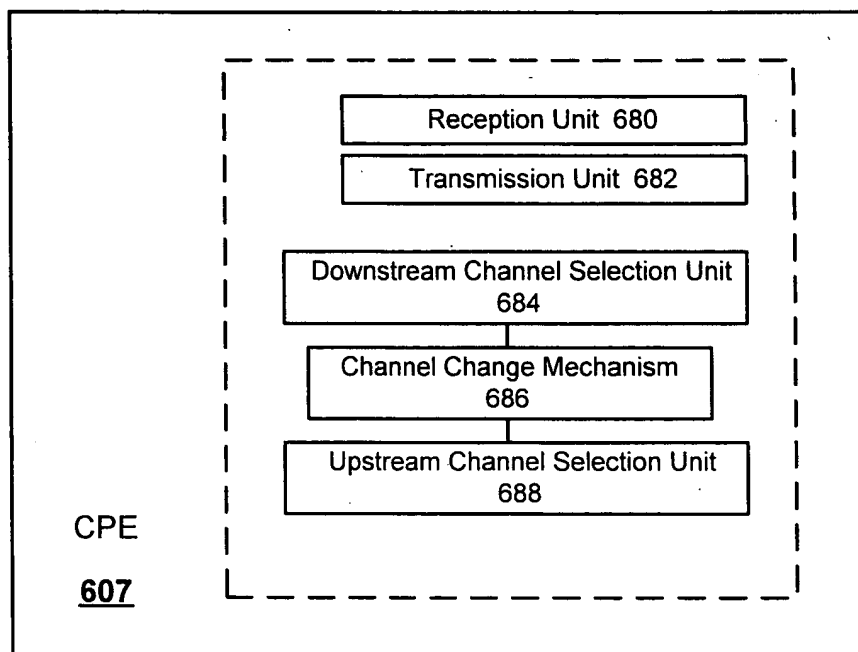 Reception Unit 680
Transmission Unit 682
Downstream Channel Selection Unit
684
Channel Change Mechanism
686
Upstream Channel Selection Unit
688
CPE
607